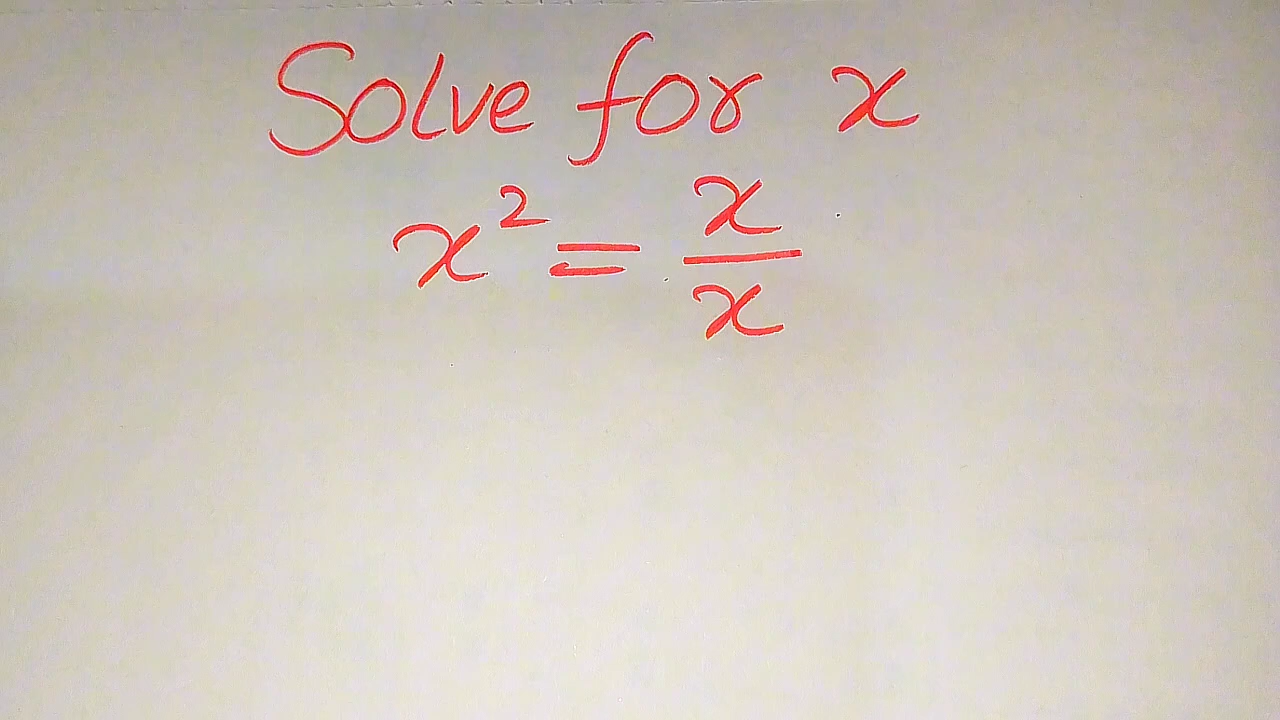 Solve for x
x² = x/x